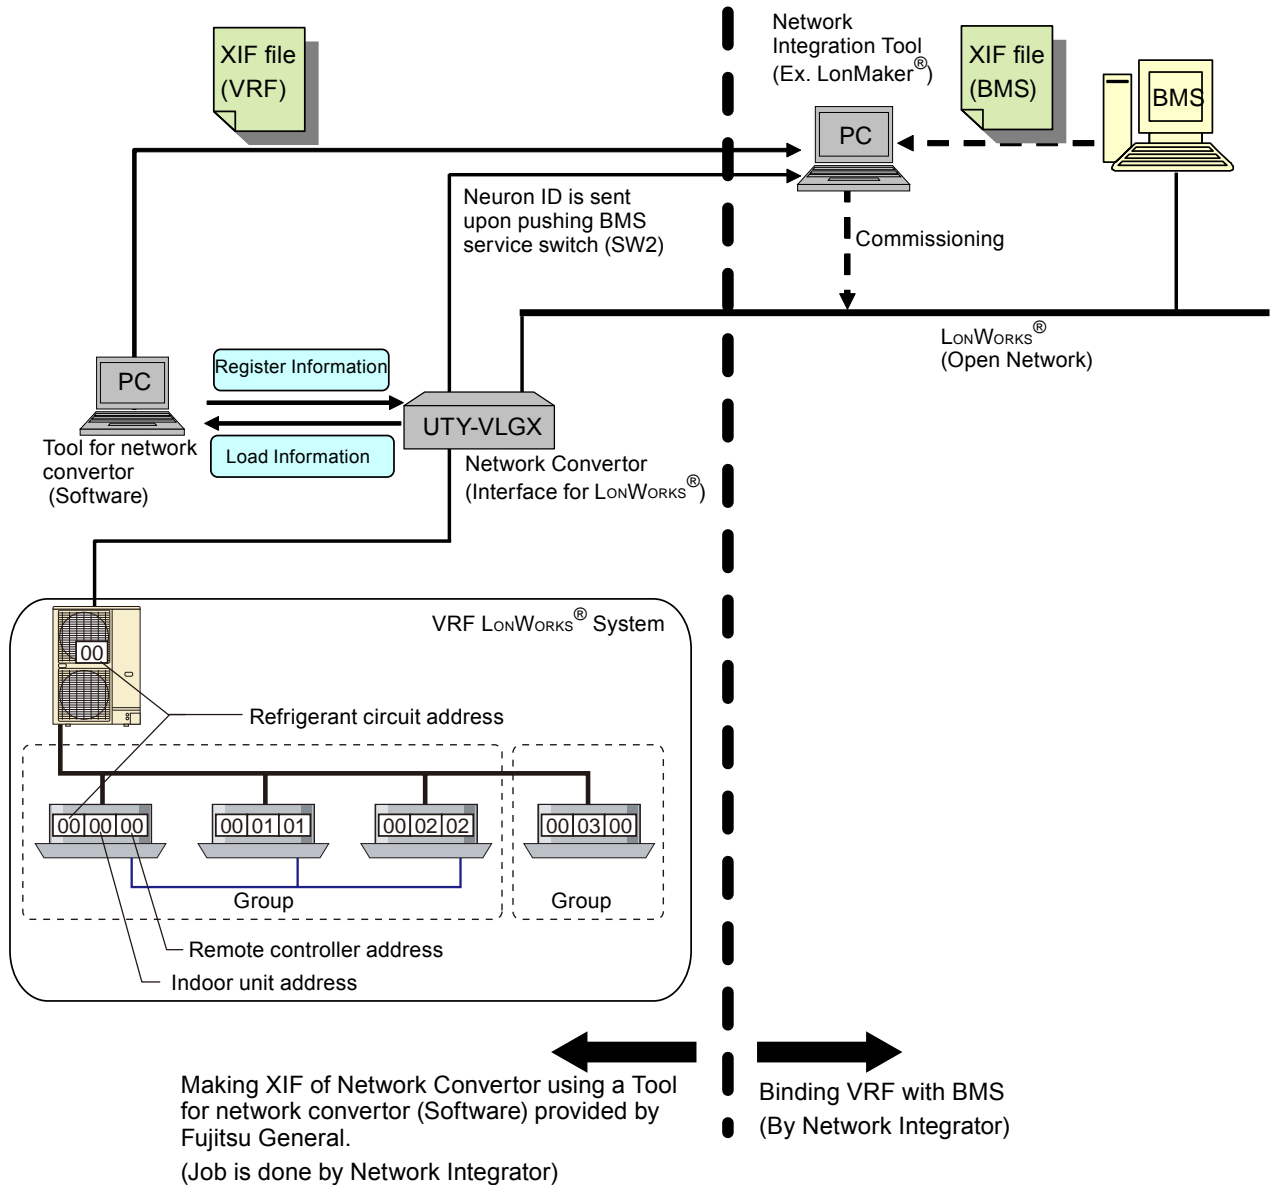 XIF file
(VRF)
Network
Integration Tool
(Ex. LonMaker®)
XIF file
(BMS)
BMS
PC
Neuron ID is sent
upon pushing BMS
service switch (SW2)
Commissioning
LONWORKS®
(Open Network)
PC
Register Information
Load Information
UTY-VLGX
Tool for network
convertor
(Software)
Network Convertor
(Interface for LONWORKS®)
VRF LONWORKS® System
00
Refrigerant circuit address
00 00 00
00 01 01
00 02 02
00 03 00
Group
Group
Remote controller address
Indoor unit address
Making XIF of Network Convertor using a Tool
for network convertor (Software) provided by
Fujitsu General.
(Job is done by Network Integrator)
Binding VRF with BMS
(By Network Integrator)